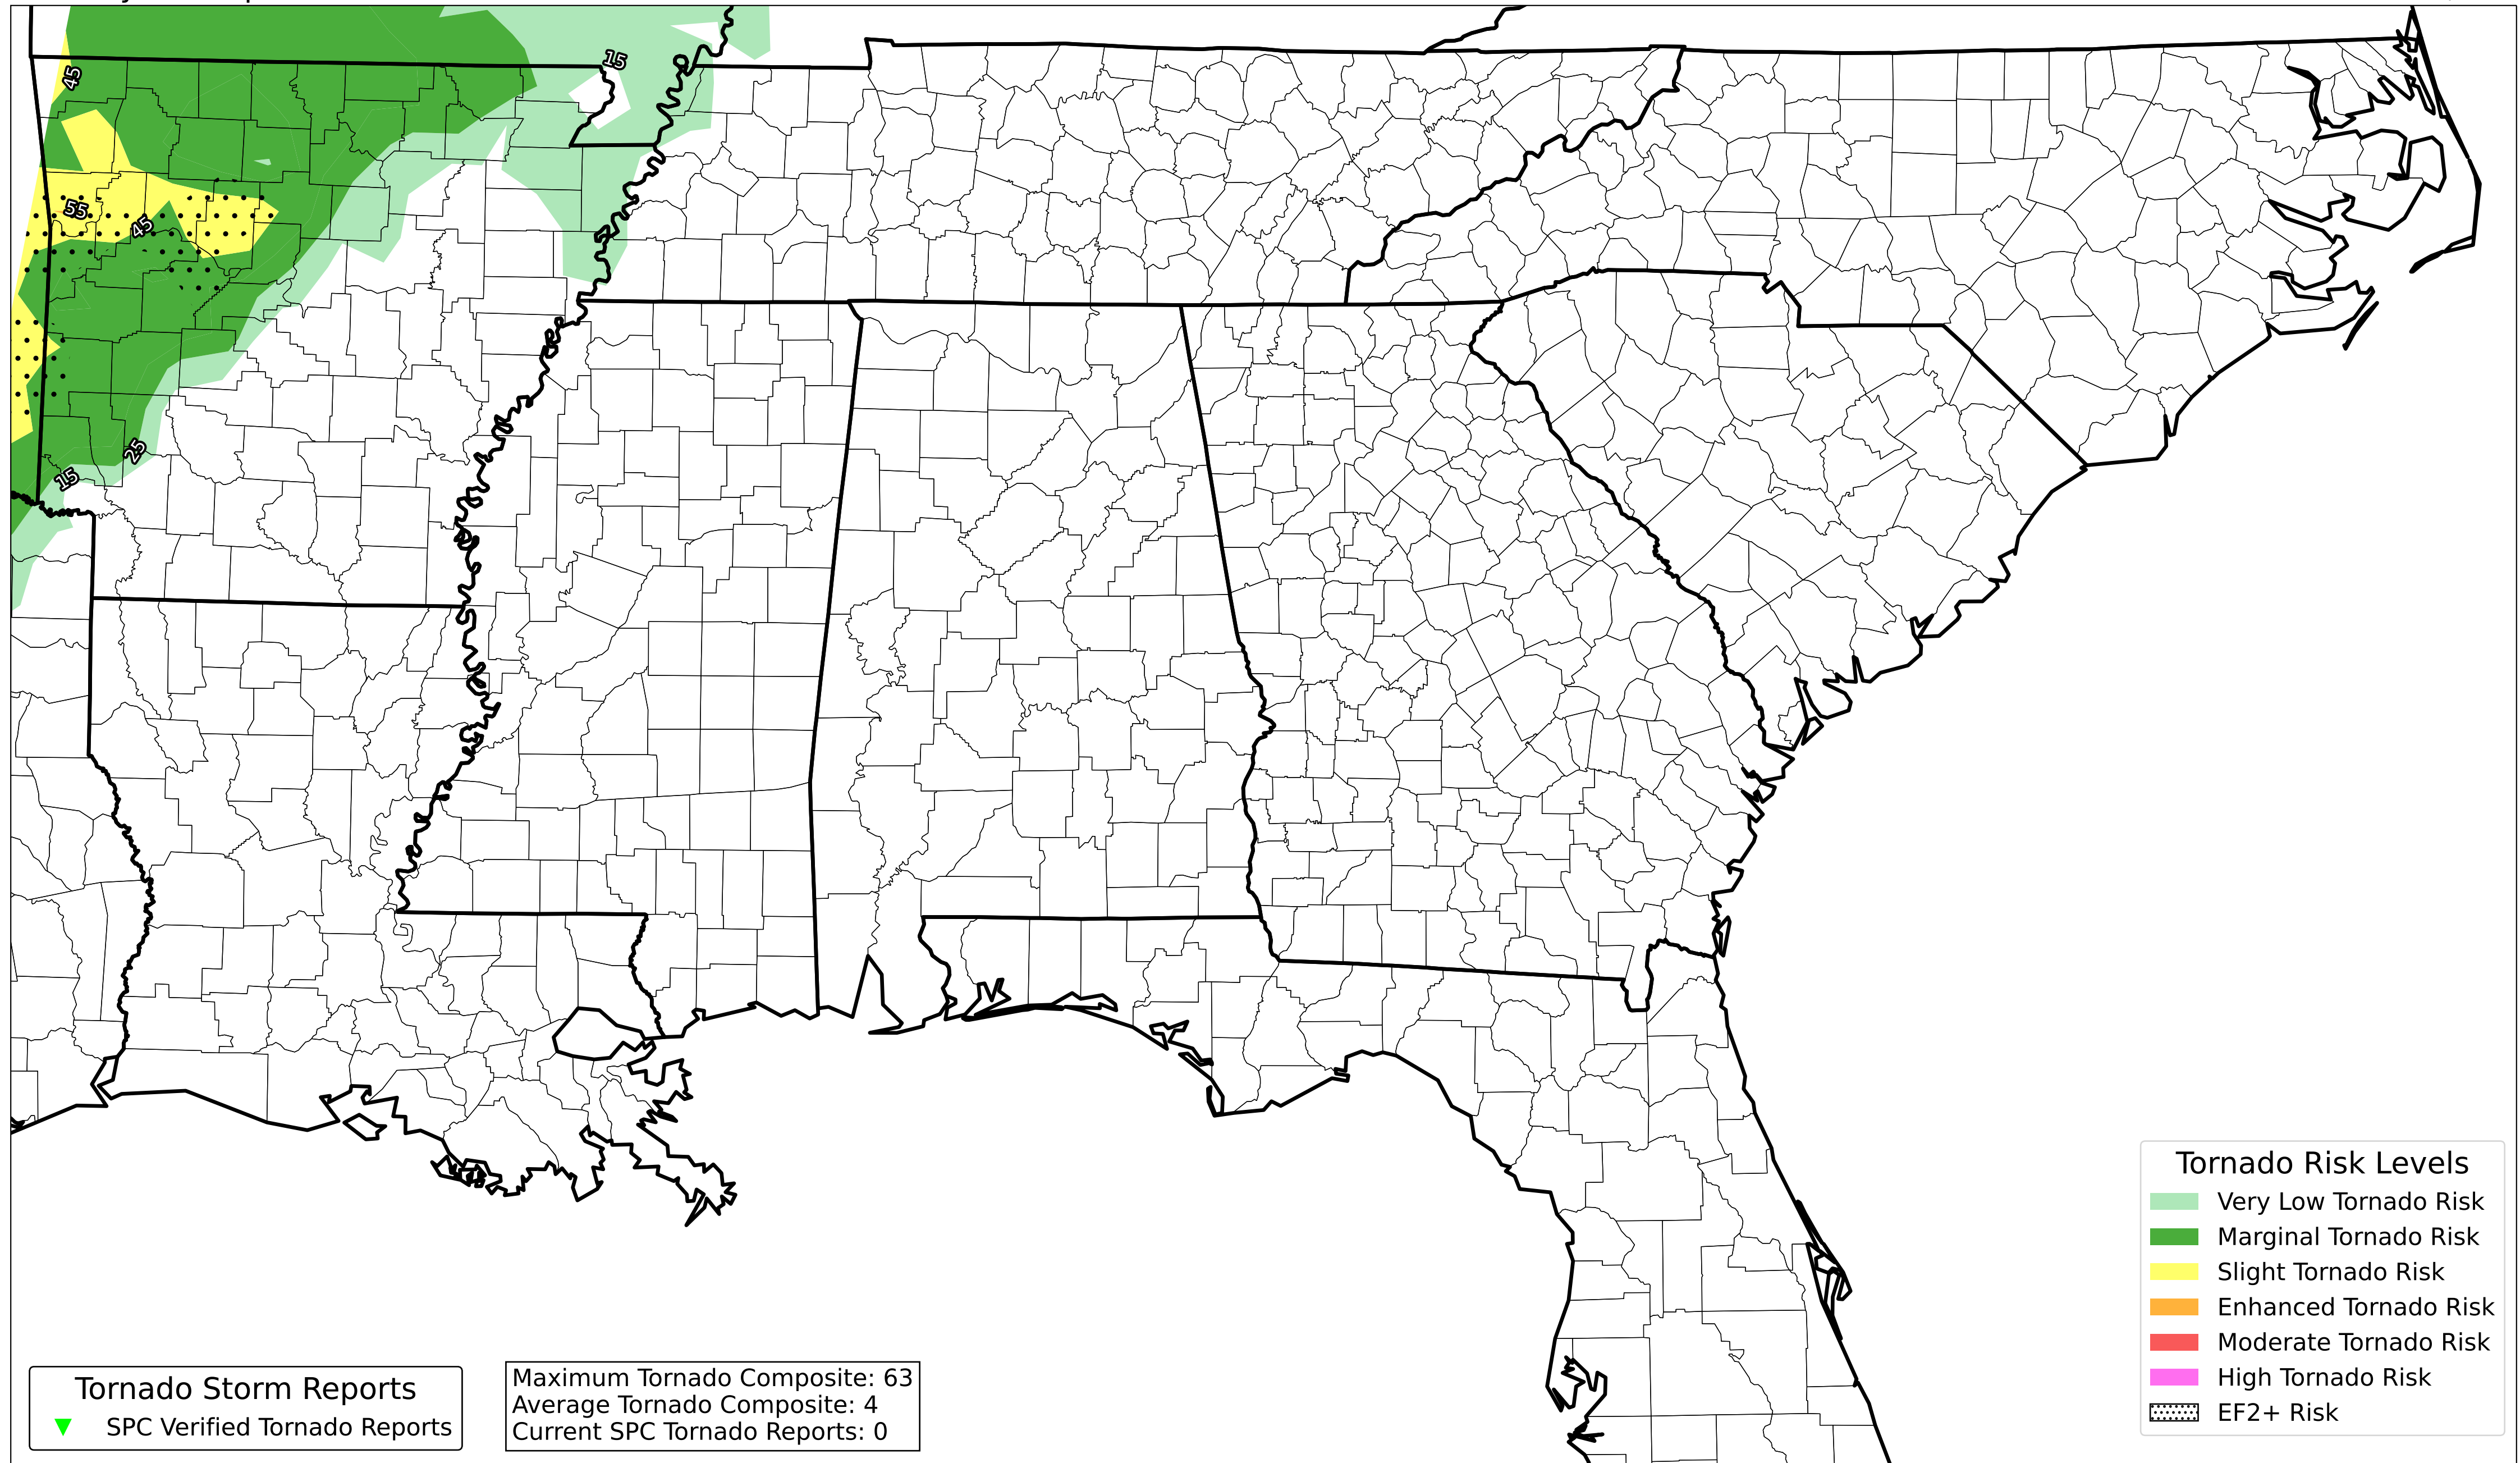 15
45
55
45
25
15
Tornado Risk Levels
Very Low Tornado Risk
Marginal Tornado Risk
Slight Tornado Risk
Enhanced Tornado Risk
Moderate Tornado Risk
High Tornado Risk
EF2+ Risk
Tornado Storm Reports
SPC Verified Tornado Reports
Maximum Tornado Composite: 63
Average Tornado Composite: 4
Current SPC Tornado Reports: 0